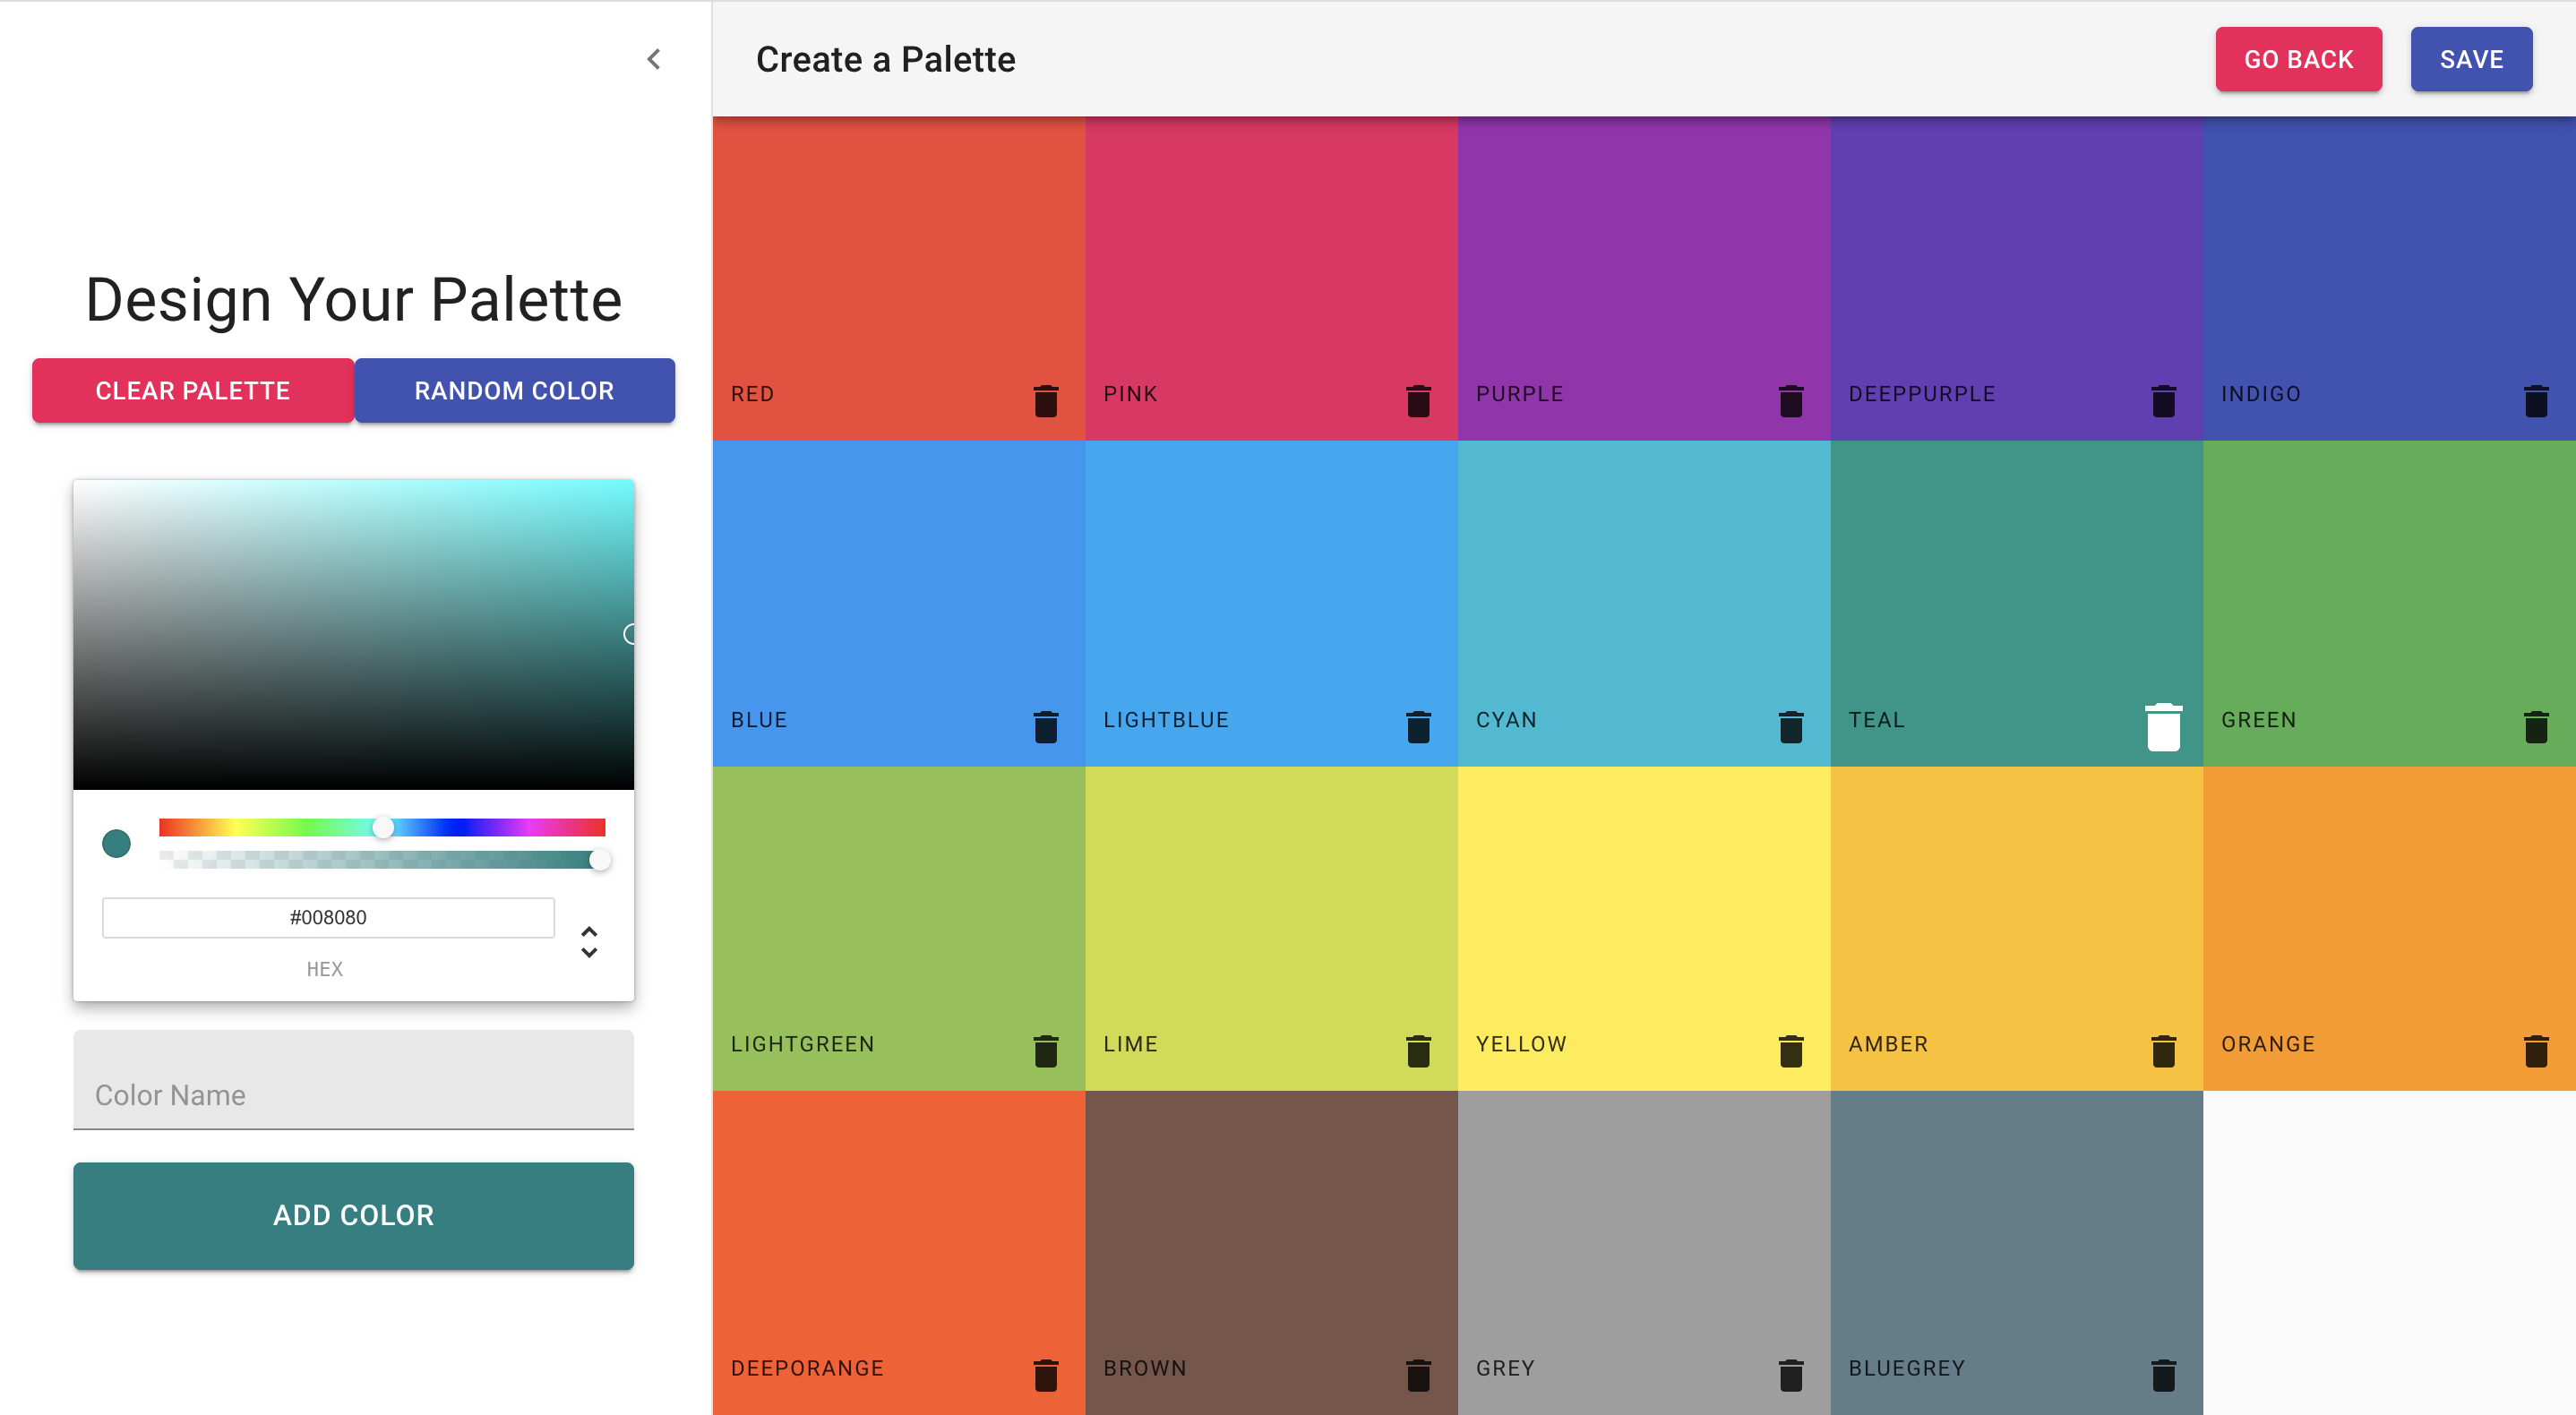 Create a Palette
GO BACK
SAVE
Design Your Palette
CLEAR PALETTE
RANDOM COLOR
#008080
HEX
Color Name
ADD COLOR
RED
PINK
PURPLE
DEEPPURPLE
INDIGO
BLUE
LIGHTBLUE
CYAN
TEAL
GREEN
LIGHTGREEN
LIME
YELLOW
AMBER
ORANGE
DEEPORANGE
BROWN
GREY
BLUEGREY